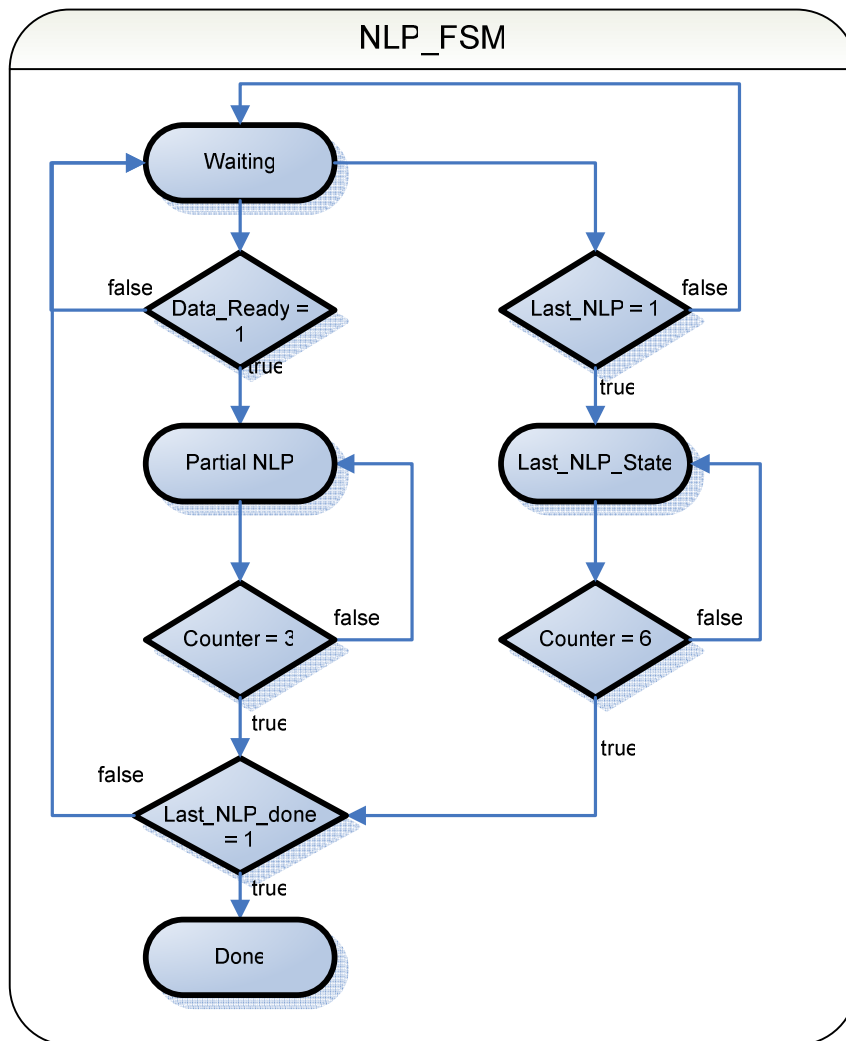 NLP_FSM
Waiting
false
Data_Ready =
1
true
Last_NLP = 1
false
true
Partial NLP
Last_NLP_State
Counter = 3
false
true
Counter = 6
false
true
false
Last_NLP_done
= 1
true
Done